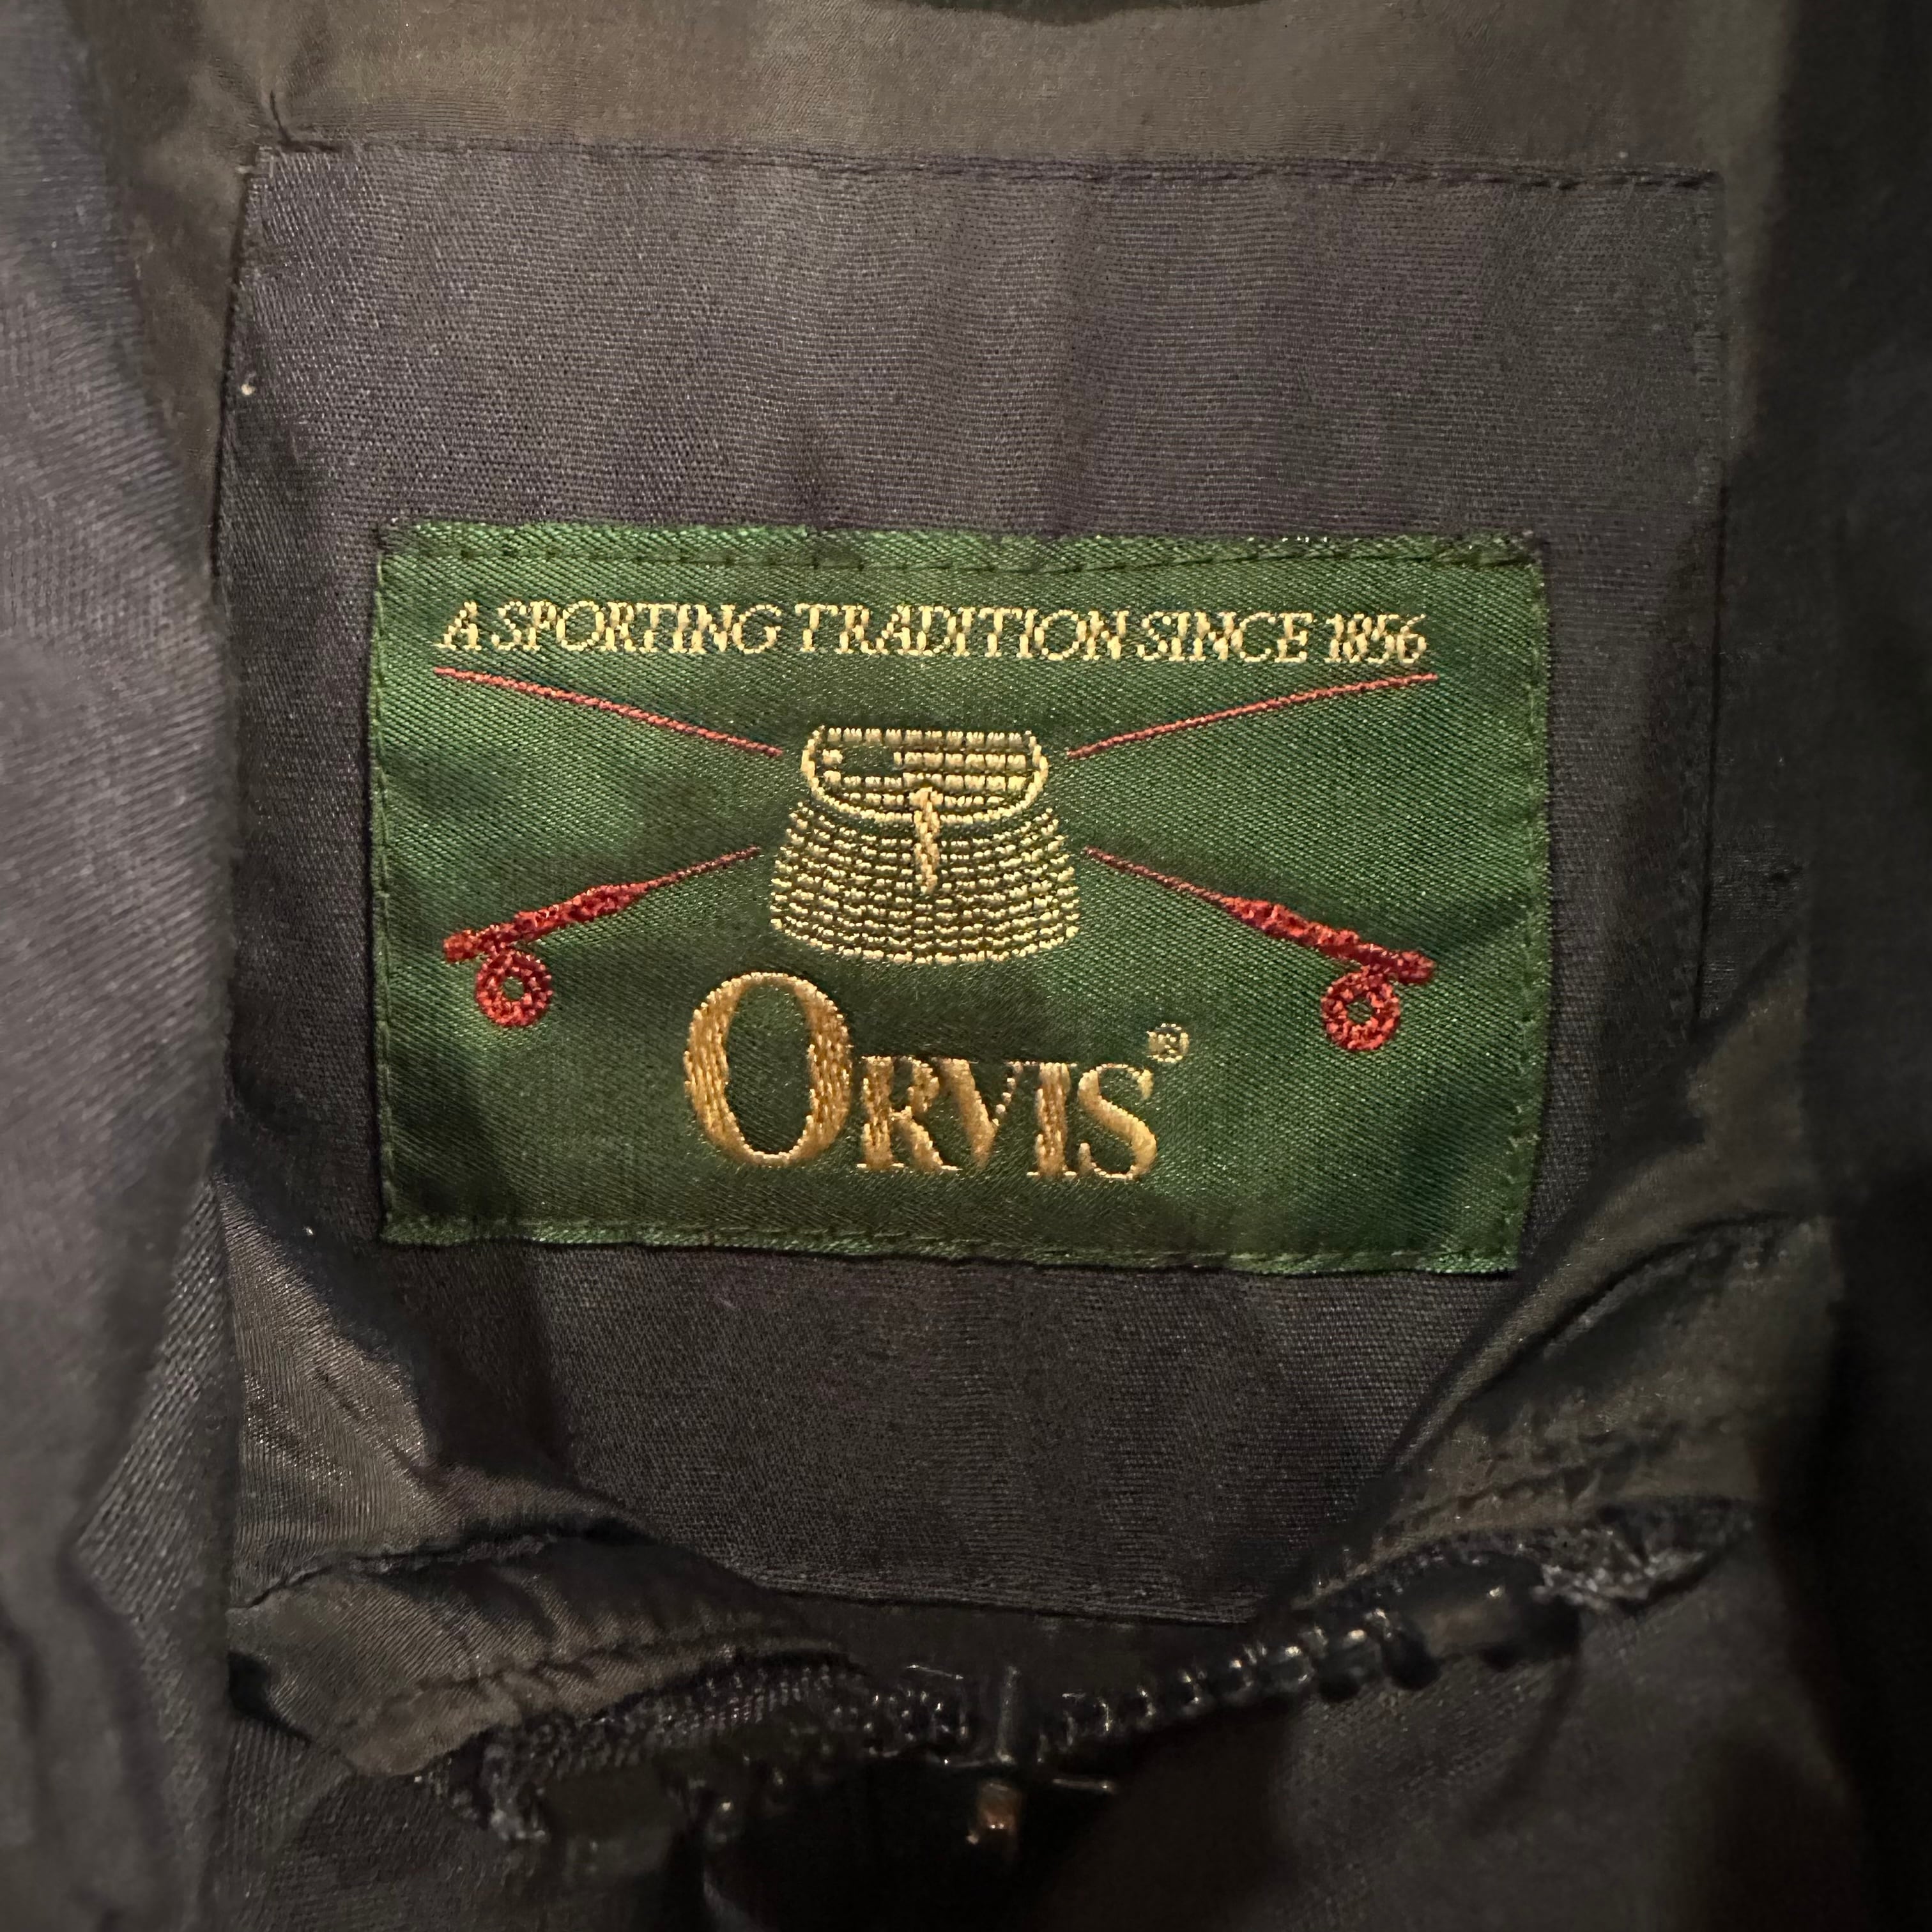 A SPORTING TRADITION SINCE 1856
ORVIS®